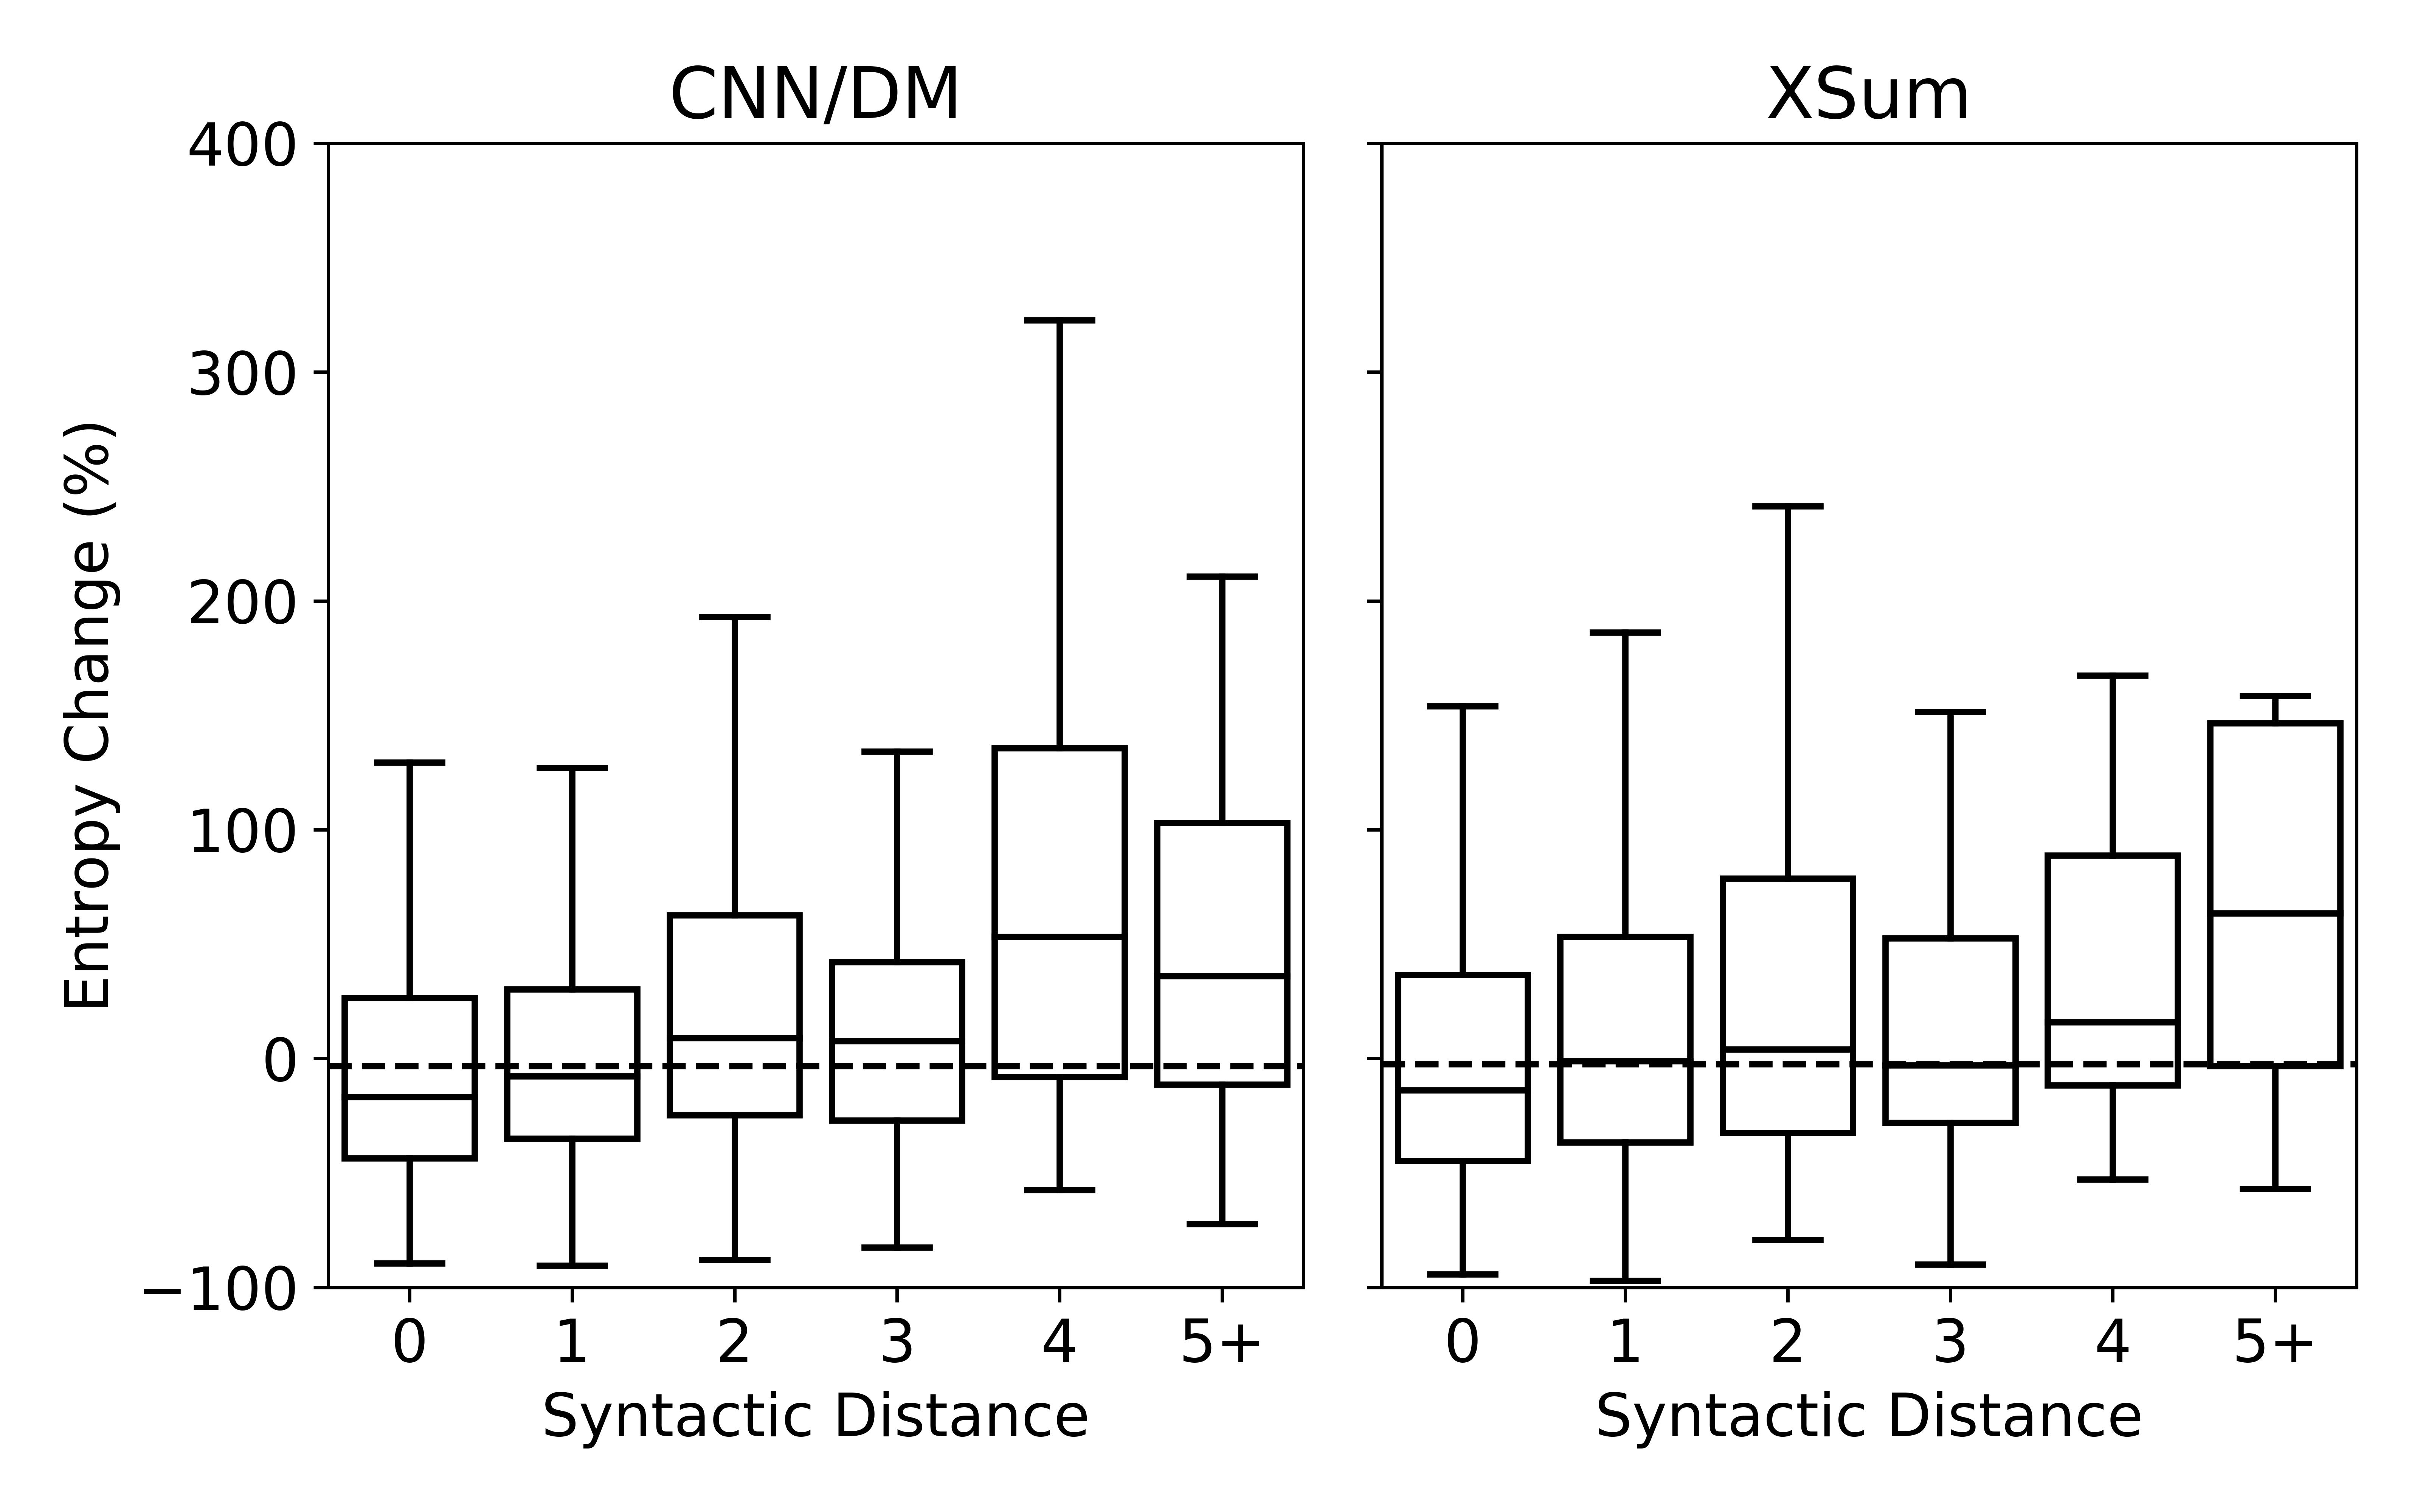 CNN/DM
XSum
Entropy Change (%)
400
300
200
100
0
−100
0 1 2 3 4 5+
0 1 2 3 4 5+
Syntactic Distance
Syntactic Distance